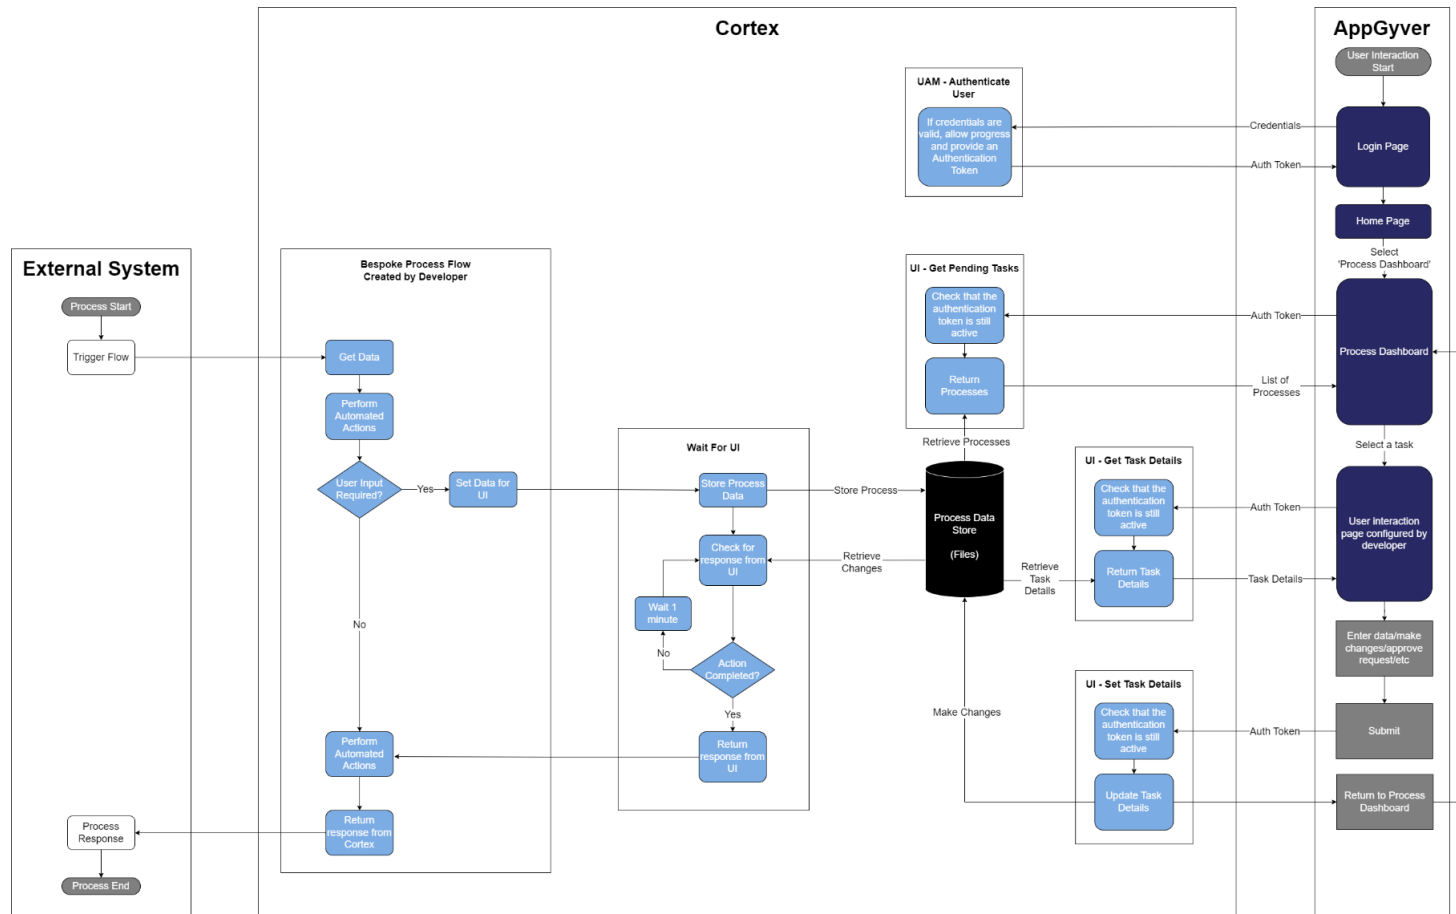 Cortex
AppGyver
User Interaction
Start
UAM - Authenticate
User
If credentials are
valid, allow progress
and provide an
Authentication
Token
Credentials
Auth Token
Login Page
Home Page
Select
'Process Dashboard'
External System
Process Start
Trigger Flow
Bespoke Process Flow
Created by Developer
Get Data
Perform
Automated
Actions
User Input
Required?
Yes
Set Data for
UI
No
Perform
Automated
Actions
Return
response from
Cortex
Process
Response
Process End
Wait For UI
Store Process
Data
Check for
response from
UI
Wait 1
minute
No
Action
Completed?
Yes
Return
response from
UI
Store Process
Retrieve
Changes
UI - Get Pending Tasks
Check that the
authentication
token is still
active
Return
Processes
Auth Token
List of
Processes
Process Dashboard
Retrieve Processes
Process Data
Store
(Files)
Retrieve
Task
Details
Make Changes
Select a task
UI - Get Task Details
Check that the
authentication
token is still
active
Return Task
Details
Auth Token
Task Details
User interaction
page configured by
developer
Enter data/make
changes/approve
request/etc
UI - Set Task Details
Check that the
authentication
token is still
active
Update Task
Details
Auth Token
Submit
Return to Process
Dashboard